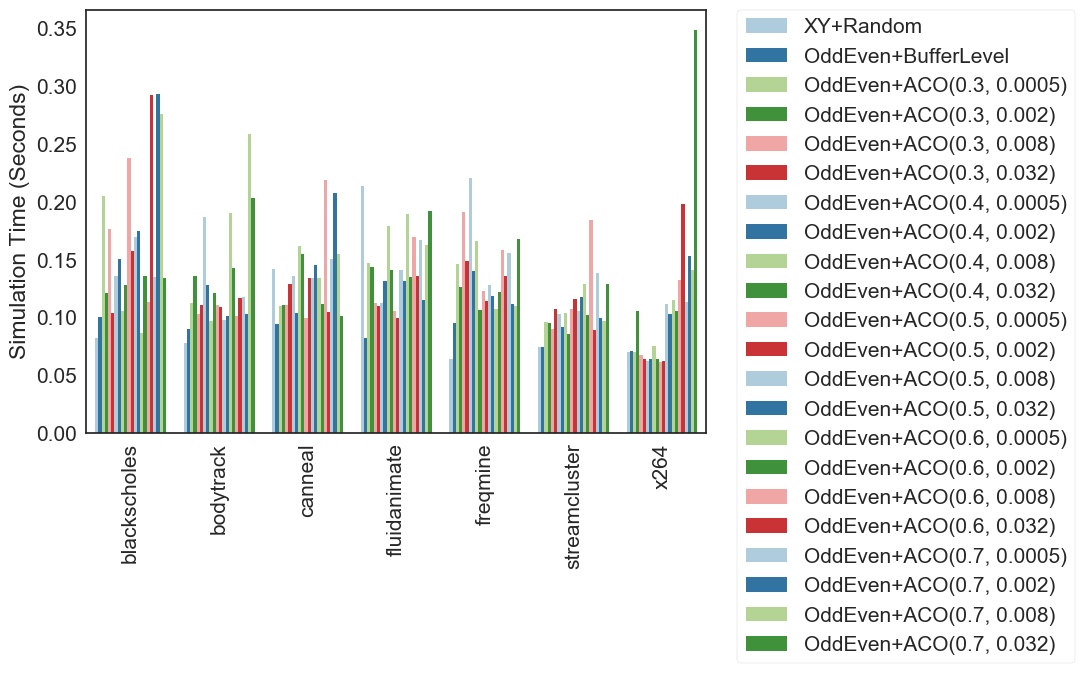 Simulation Time (Seconds)
0.35
0.30
0.25
0.20
0.15
0.10
0.05
0.00
blackscholes
bodytrack
canneal
fluidanimate
freqmine
streamcluster
x264
XY+Random
OddEven+BufferLevel
OddEven+ACO(0.3, 0.0005)
OddEven+ACO(0.3, 0.002)
OddEven+ACO(0.3, 0.008)
OddEven+ACO(0.3, 0.032)
OddEven+ACO(0.4, 0.0005)
OddEven+ACO(0.4, 0.002)
OddEven+ACO(0.4, 0.008)
OddEven+ACO(0.4, 0.032)
OddEven+ACO(0.5, 0.0005)
OddEven+ACO(0.5, 0.002)
OddEven+ACO(0.5, 0.008)
OddEven+ACO(0.5, 0.032)
OddEven+ACO(0.6, 0.0005)
OddEven+ACO(0.6, 0.002)
OddEven+ACO(0.6, 0.008)
OddEven+ACO(0.6, 0.032)
OddEven+ACO(0.7, 0.0005)
OddEven+ACO(0.7, 0.002)
OddEven+ACO(0.7, 0.008)
OddEven+ACO(0.7, 0.032)